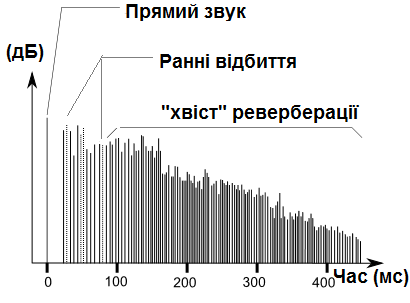 Прямий звук
(дБ)
Ранні відбиття
"хвіст" реверберації
0 100 200 300 400 Час (мс)